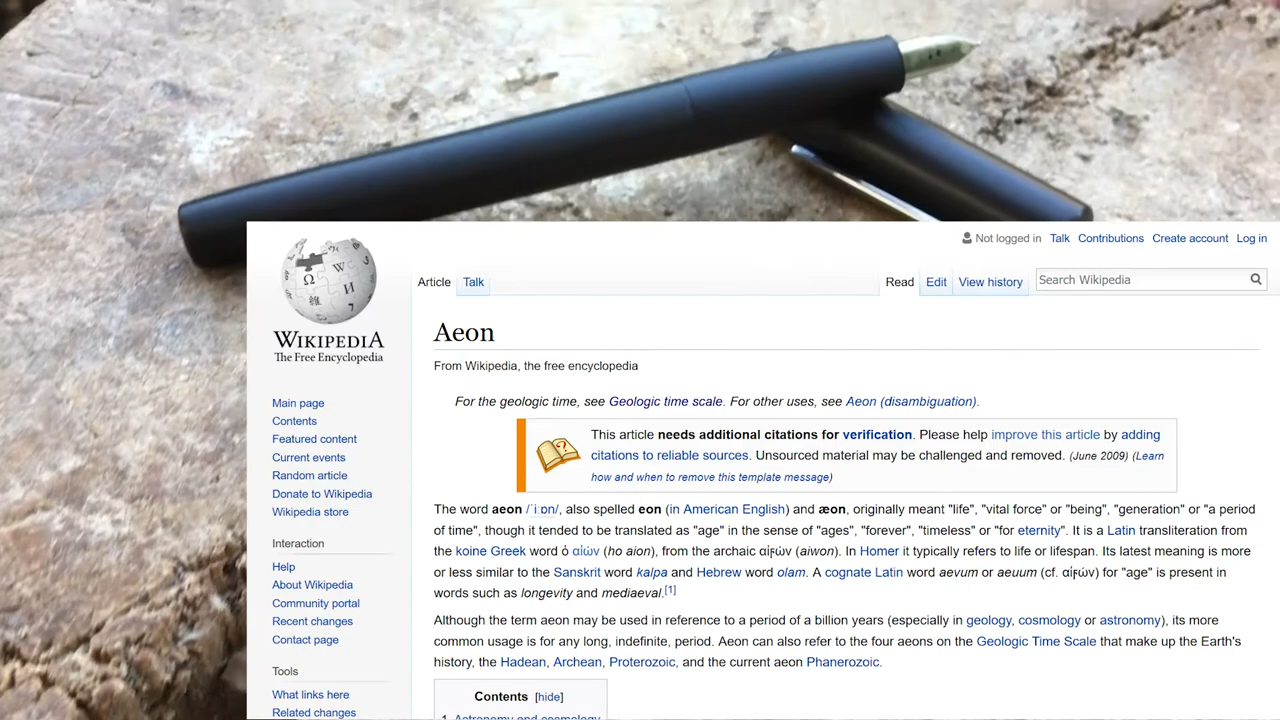 Not logged in Talk Contributions Create account Log in
Article Talk Read Edit View history Search Wikipedia
WIKIPEDIA
The Free Encyclopedia
Main page
Contents
Featured content
Current events
Random article
Donate to Wikipedia
Wikipedia store
Interaction
Help
About Wikipedia
Community portal
Recent changes
Contact page
Tools
What links here
Related changes
Aeon
From Wikipedia, the free encyclopedia
For the geologic time, see Geologic time scale. For other uses, see Aeon (disambiguation).
This article needs additional citations for verification. Please help improve this article by adding
citations to reliable sources. Unsourced material may be challenged and removed. (June 2009) (Learn
how and when to remove this template message)
The word aeon /ˈiːɒn/, also spelled eon (in American English) and æon, originally meant "life", "vital force" or "being", "generation" or "a period
of time", though it tended to be translated as "age" in the sense of "ages", "forever", "timeless" or "for eternity". It is a Latin transliteration from
the koine Greek word ὁ αἰών (ho aion), from the archaic αἰϝών (aiwon). In Homer it typically refers to life or lifespan. Its latest meaning is more
or less similar to the Sanskrit word kalpa and Hebrew word olam. A cognate Latin word aevum or aeuum (cf. αἰϝών) for "age" is present in
words such as longevity and mediaeval.[1]
Although the term aeon may be used in reference to a period of a billion years (especially in geology, cosmology or astronomy), its more
common usage is for any long, indefinite, period. Aeon can also refer to the four aeons on the Geologic Time Scale that make up the Earth's
history, the Hadean, Archean, Proterozoic, and the current aeon Phanerozoic.
Contents [hide]
1 Astronomy and cosmology